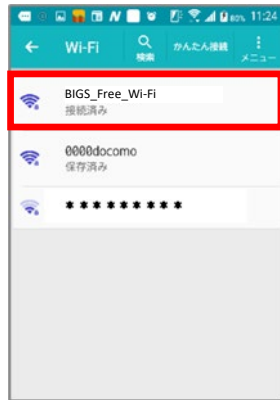 80% 11:24
← Wi-Fi 検索 かんたん接続 メニュー
BIGS_Free_Wi-Fi
接続済み
0000docomo
保存済み
*********